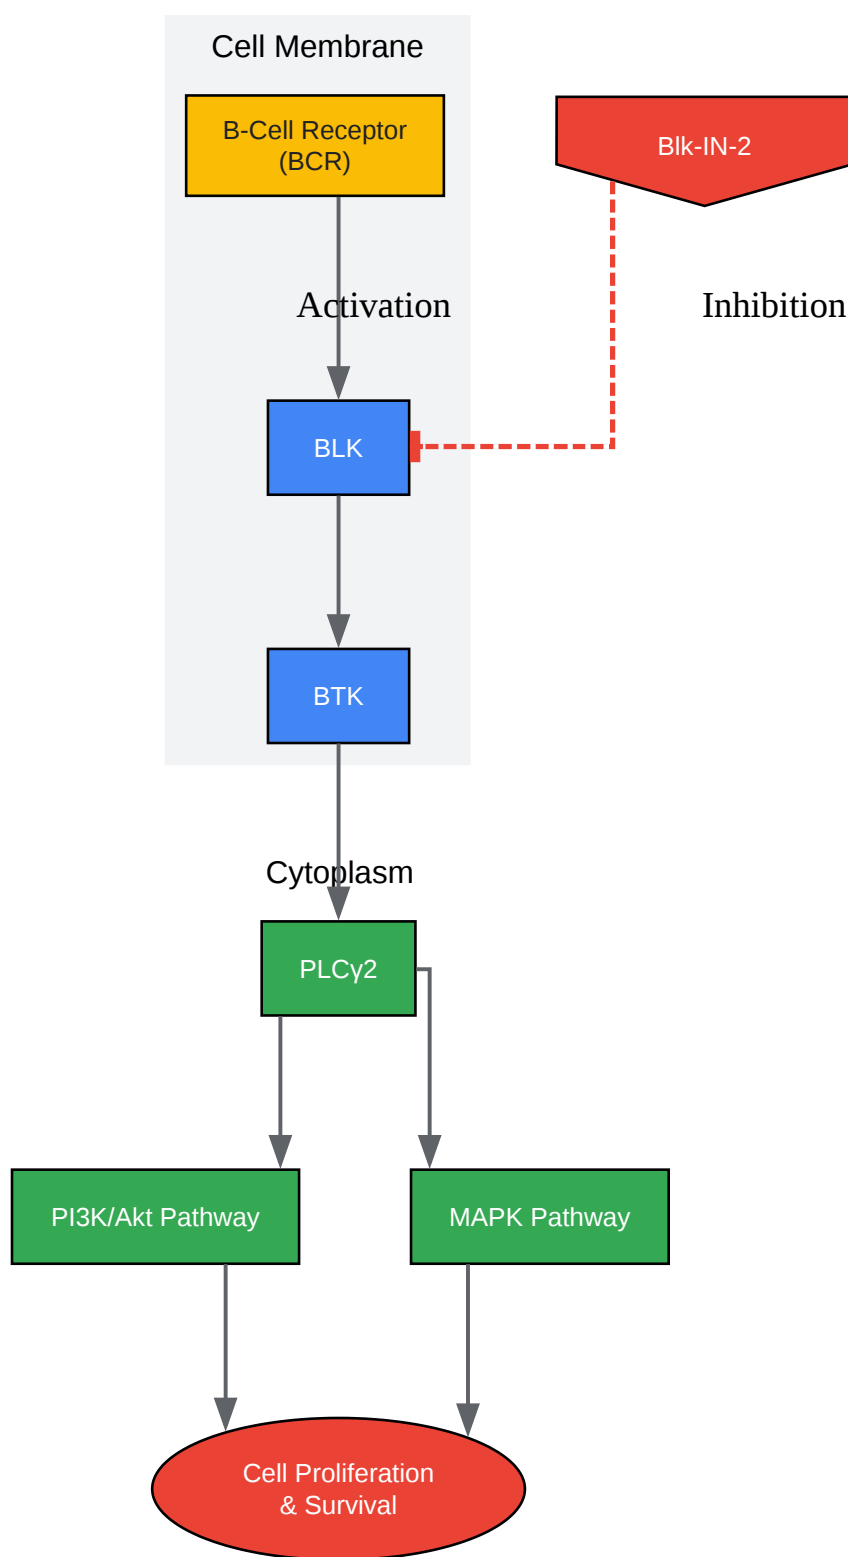 Cell Membrane
B-Cell Receptor
(BCR)
Blk-IN-2
Activation
Inhibition
BLK
BTK
Cytoplasm
PLCγ2
PI3K/Akt Pathway
MAPK Pathway
Cell Proliferation
& Survival